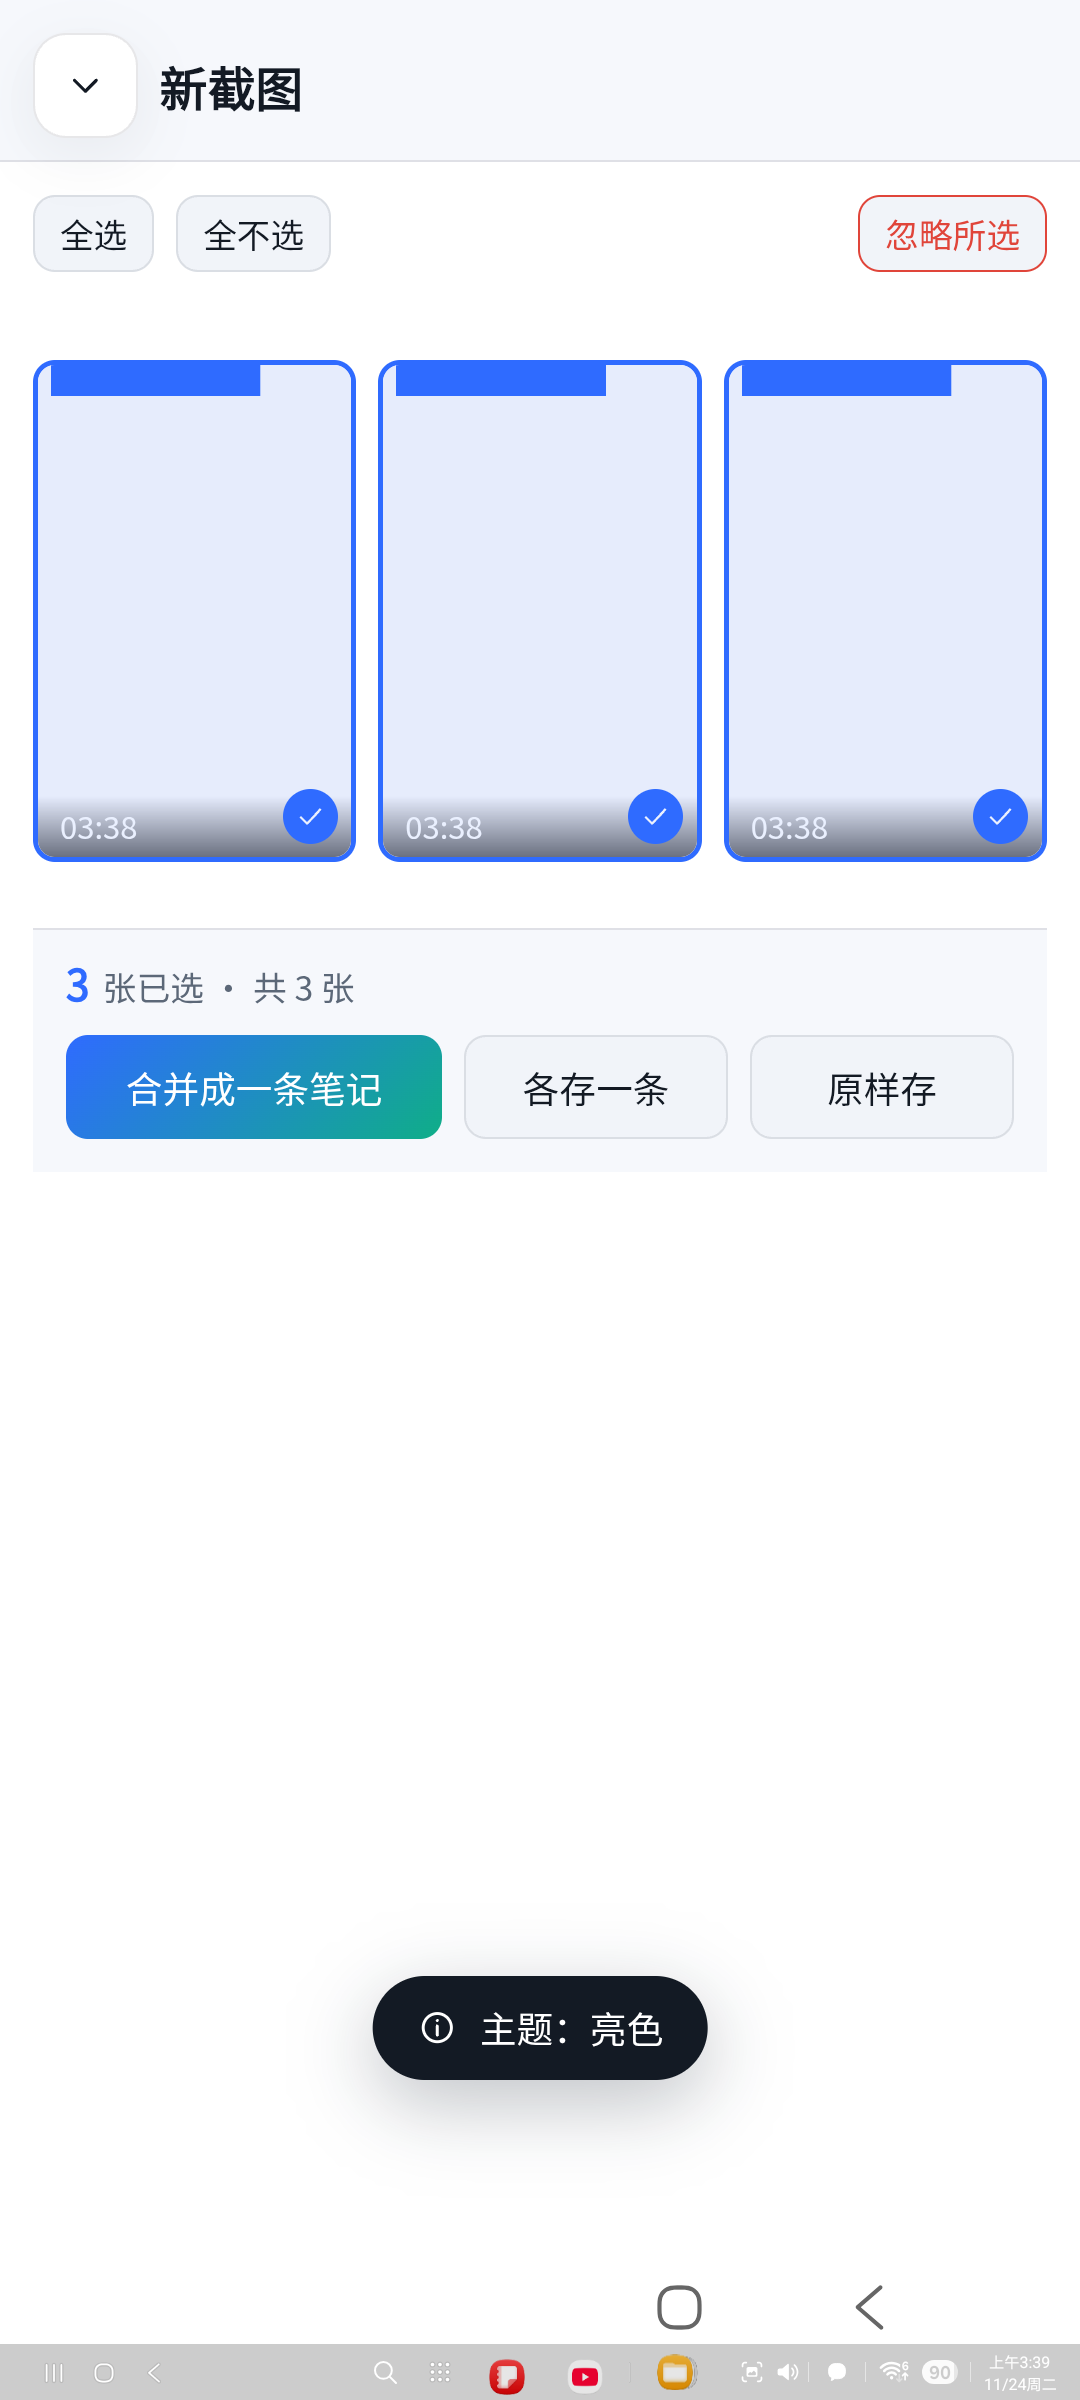 新截图
全选 全不选 忽略所选
03:38 03:38 03:38
3 张已选 · 共 3 张
合并成一条笔记 各存一条 原样存
主题：亮色
6
90
上午3:39
11/24周二